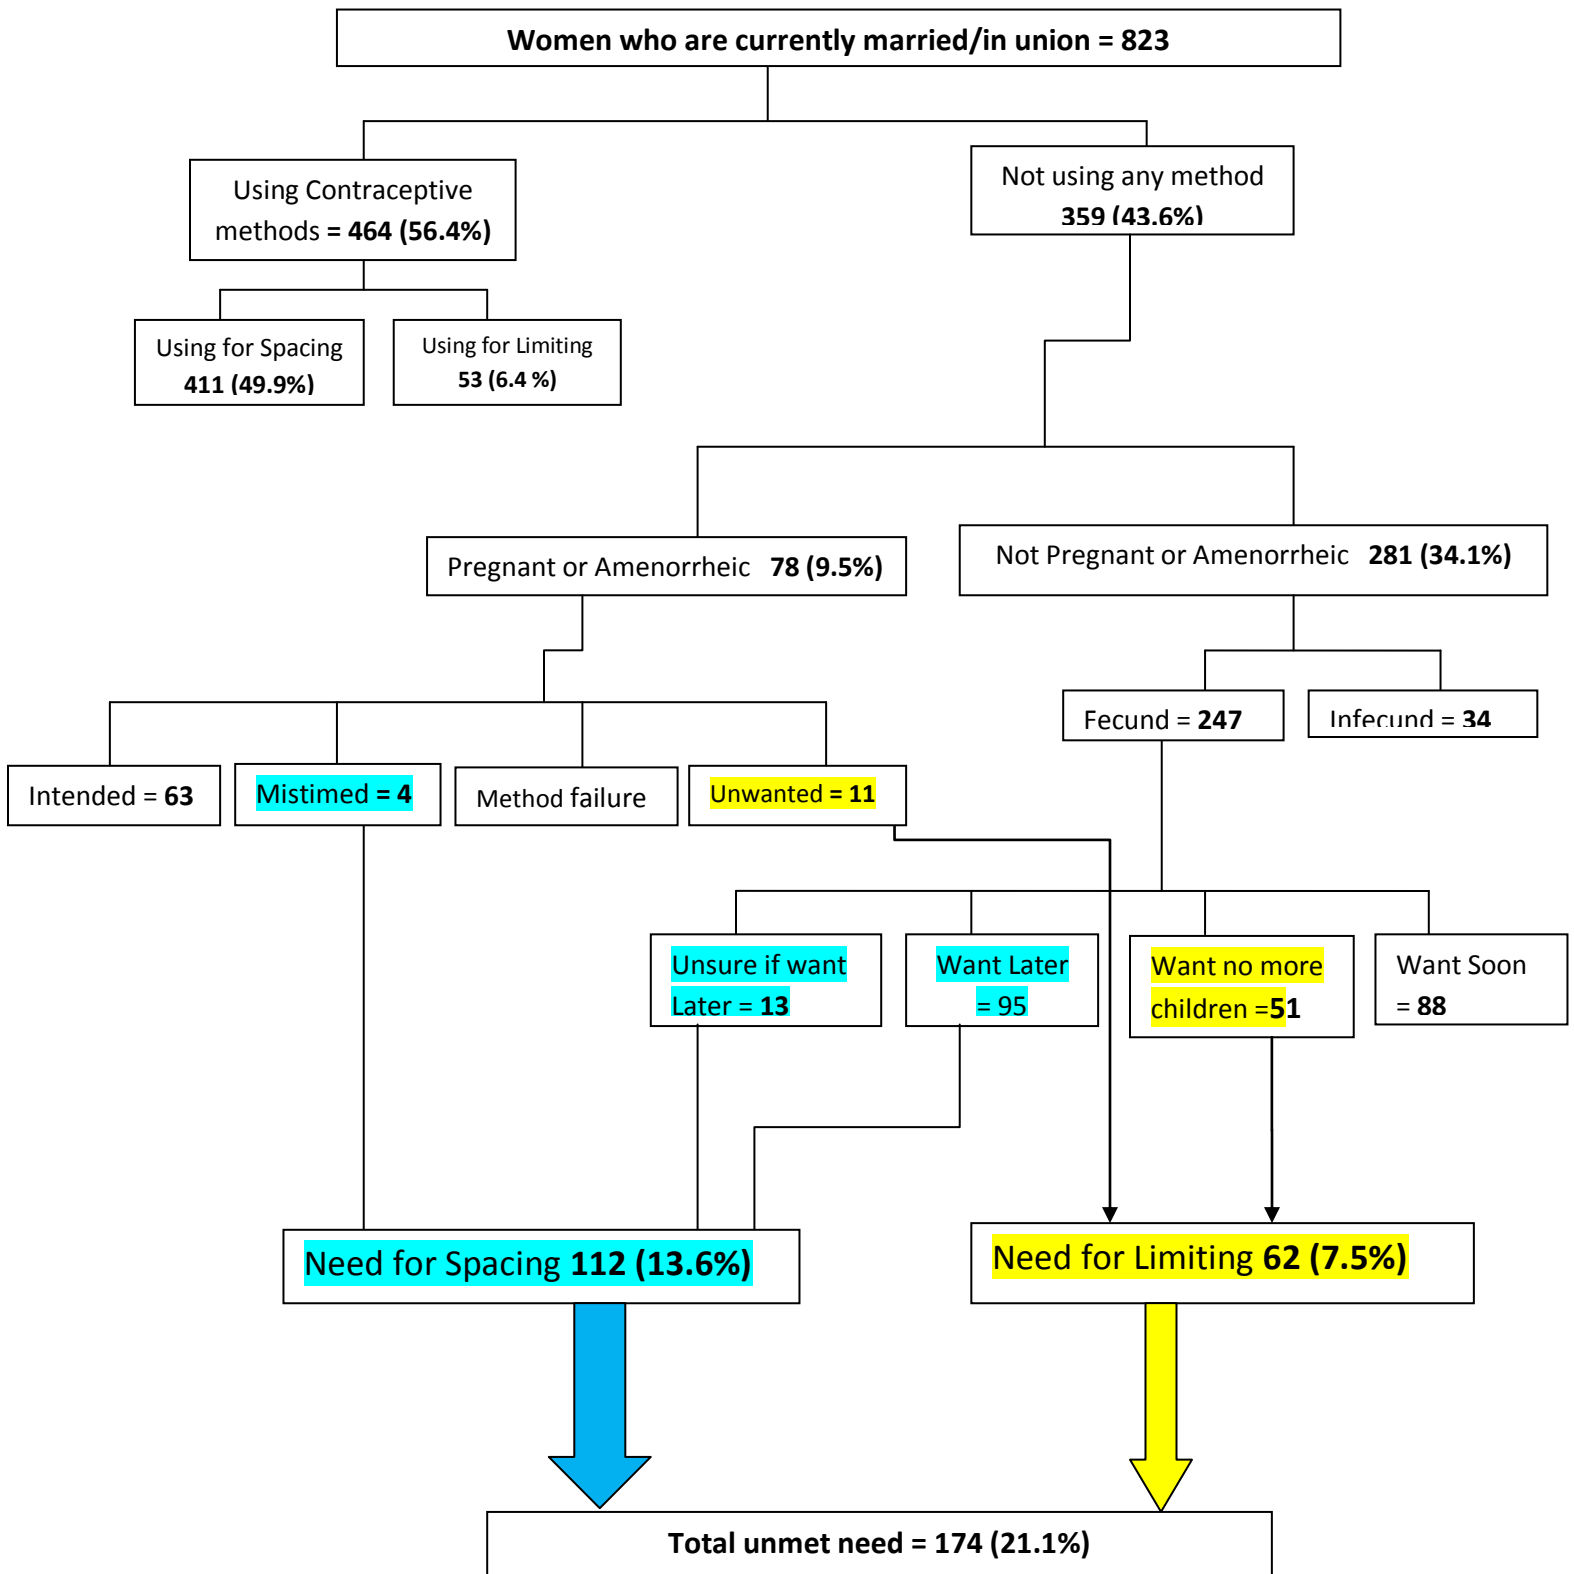 Women who are currently married/in union = 823
Using Contraceptive
methods = 464 (56.4%)
Not using any method
359 (43.6%)
Using for Spacing
411 (49.9%)
Using for Limiting
53 (6.4 %)
Pregnant or Amenorrheic 78 (9.5%)
Not Pregnant or Amenorrheic 281 (34.1%)
Fecund = 247
Infecund = 34
Intended = 63
Mistimed = 4
Method failure
Unwanted = 11
Unsure if want
Later = 13
Want Later
= 95
Want no more
children =51
Want Soon
= 88
Need for Spacing 112 (13.6%)
Need for Limiting 62 (7.5%)
Total unmet need = 174 (21.1%)